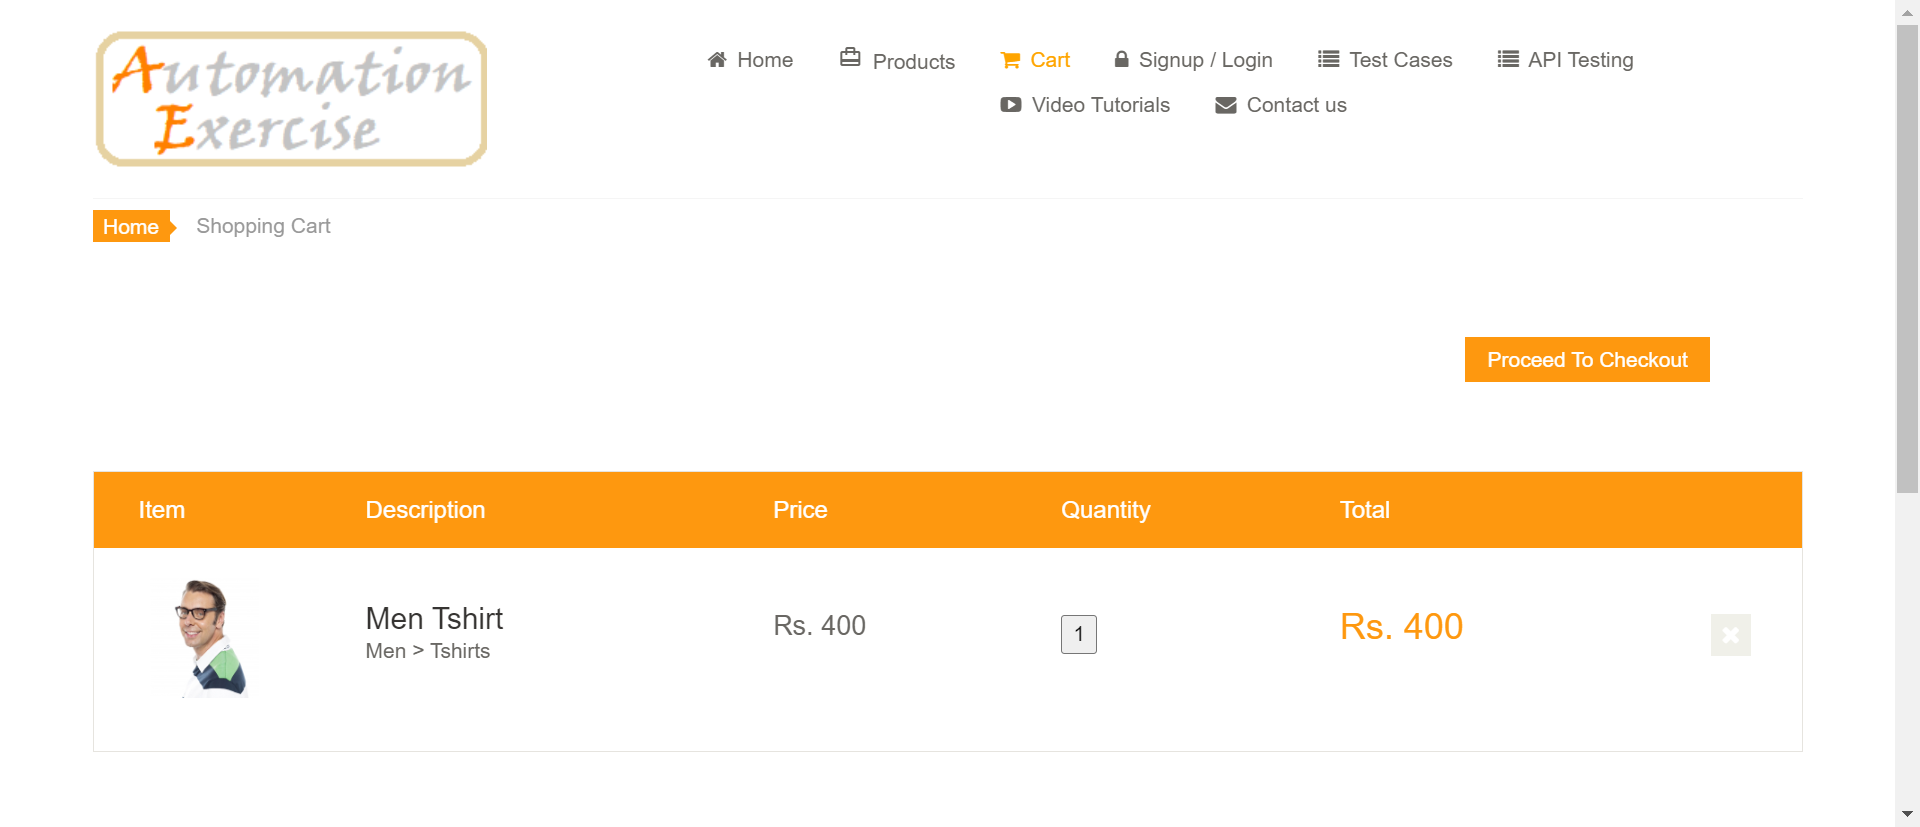 Automation
Exercise
Home
Products
Cart
Signup / Login
Test Cases
API Testing
Video Tutorials
Contact us
Home
Shopping Cart
Proceed To Checkout
Item Description Price Quantity Total
Men Tshirt
Men > Tshirts
Rs. 400
1
Rs. 400